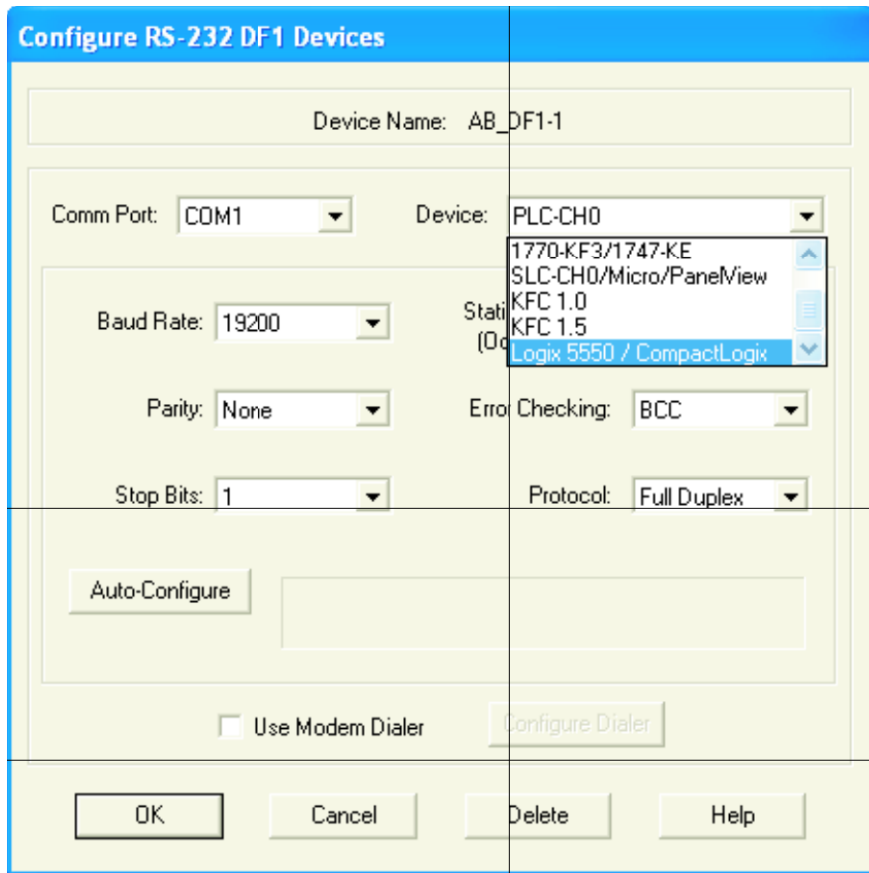 Configure RS-232 DF1 Devices
Device Name: AB_DF1-1
Comm Port: COM1 Device: PLC-CH0
1770-KF3/1747-KE
SLC-CH0/Micro/PanelView
KFC 1.0
KFC 1.5
Logix 5550 / CompactLogix
Baud Rate: 19200
Parity: None Error Checking: BCC
Stop Bits: 1 Protocol: Full Duplex
Auto-Configure
Use Modem Dialer Configure Dialer
OK Cancel Delete Help